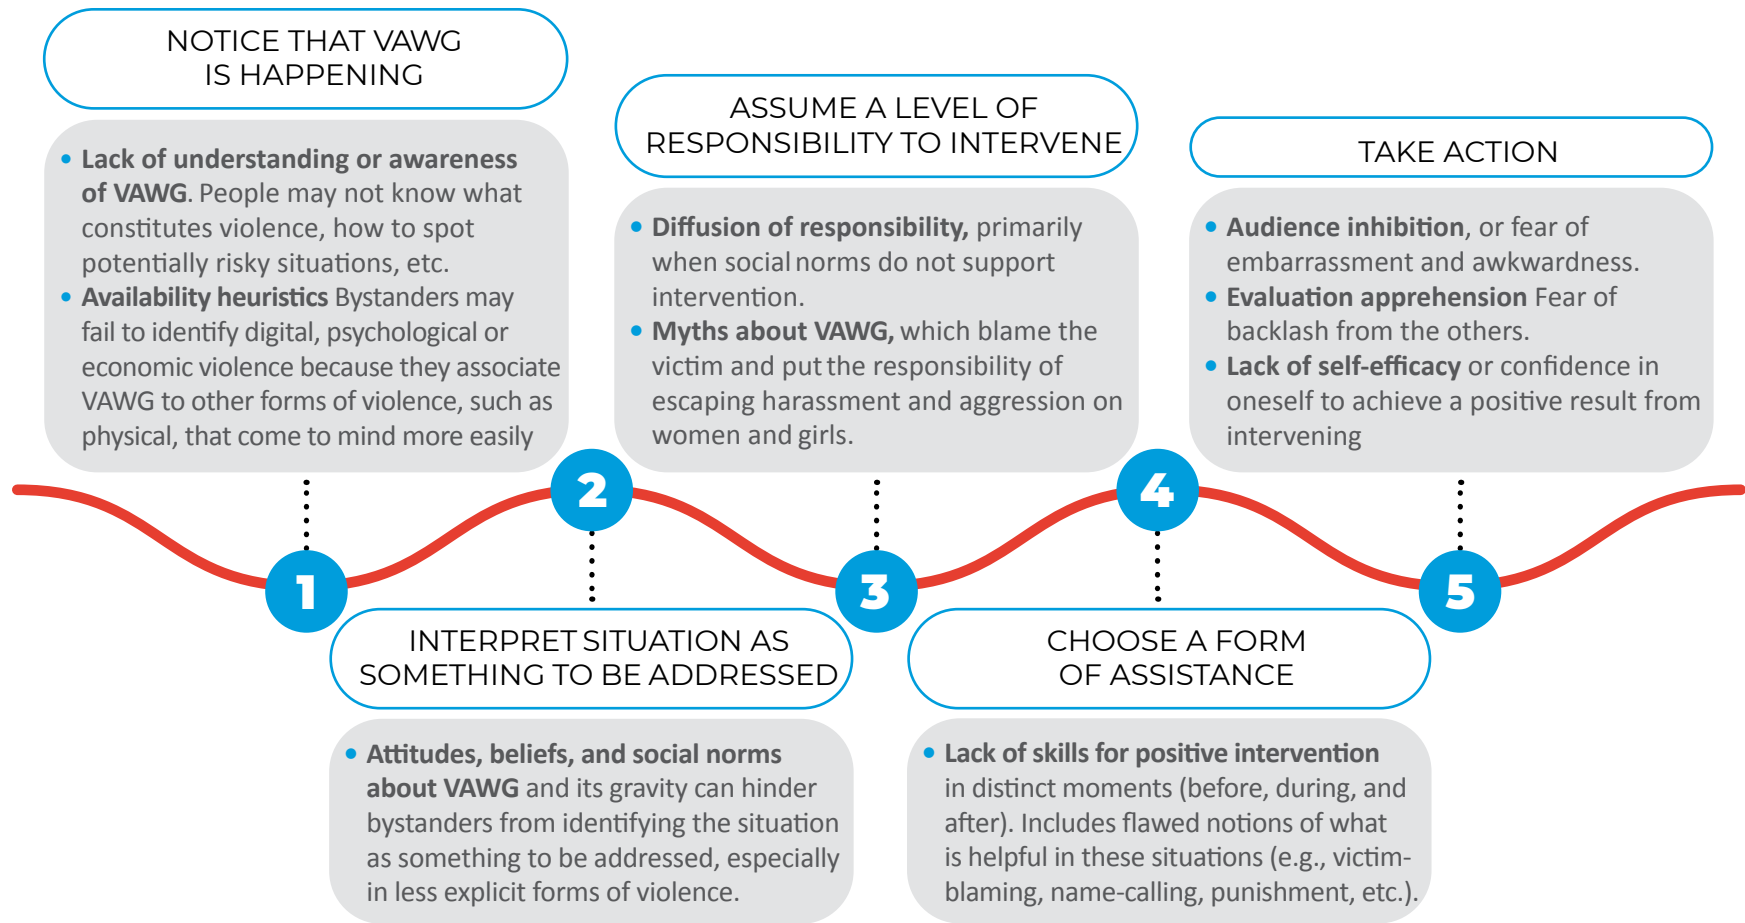 NOTICE THAT VAWG
IS HAPPENING
• Lack of understanding or awareness
of VAWG. People may not know what
constitutes violence, how to spot
potentially risky situations, etc.
• Availability heuristics Bystanders may
fail to identify digital, psychological or
economic violence because they associate
VAWG to other forms of violence, such as
physical, that come to mind more easily
1
2
INTERPRET SITUATION AS
SOMETHING TO BE ADDRESSED
• Attitudes, beliefs, and social norms
about VAWG and its gravity can hinder
bystanders from identifying the situation
as something to be addressed, especially
in less explicit forms of violence.
ASSUME A LEVEL OF
RESPONSIBILITY TO INTERVENE
• Diffusion of responsibility, primarily
when social norms do not support
intervention.
• Myths about VAWG, which blame the
victim and put the responsibility of
escaping harassment and aggression on
women and girls.
3
4
CHOOSE A FORM
OF ASSISTANCE
• Lack of skills for positive intervention
in distinct moments (before, during, and
after). Includes flawed notions of what
is helpful in these situations (e.g., victim-
blaming, name-calling, punishment, etc.).
TAKE ACTION
• Audience inhibition, or fear of
embarrassment and awkwardness.
• Evaluation apprehension Fear of
backlash from the others.
• Lack of self-efficacy or confidence in
oneself to achieve a positive result from
intervening
5